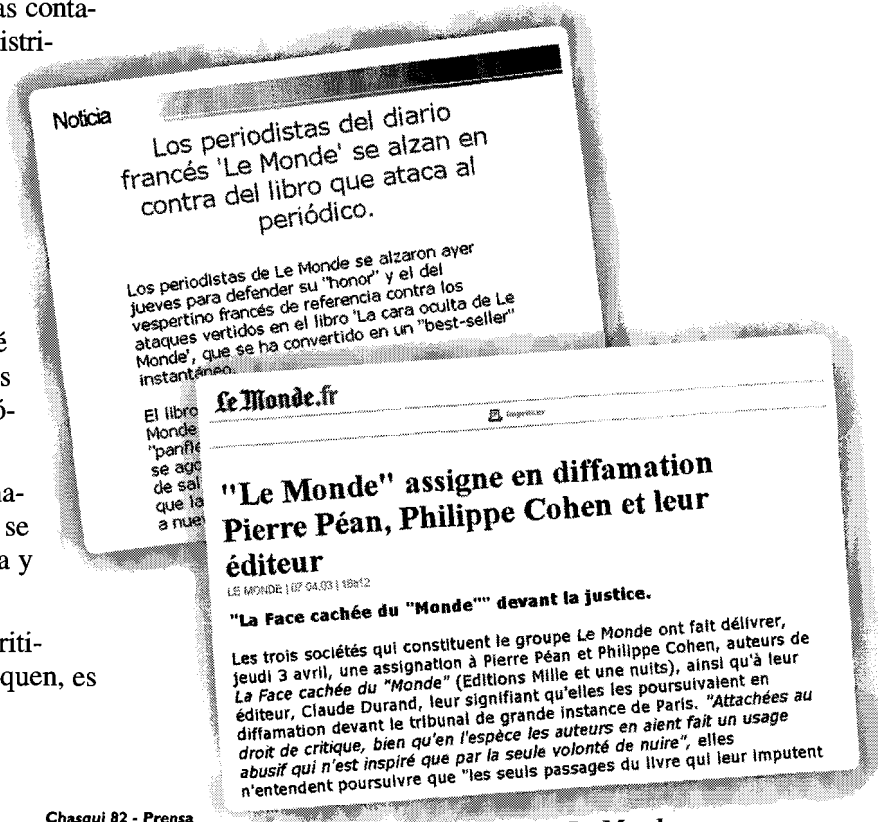 as conta-
istri-
é
s
ó-
na-
se
a y
riti-
quen, es
Noticia
Los periodistas del diario
francés 'Le Monde' se alzan en
contra del libro que ataca al
periódico.
Los periodistas de Le Monde se alzaron ayer
jueves para defender su "honor" y el del
vespertino francés de referencia contra los
ataques vertidos en el libro 'La cara oculta de Le
Monde', que se ha convertido en un "best-seller"
instantáneo.
El libro
Monde
"panfle
se ago
de sal
que la
a nue
Le Monde.fr
Imprimer
"Le Monde" assigne en diffamation
Pierre Péan, Philippe Cohen et leur
éditeur
LE MONDE | 07.04.03 | 18h12
"La Face cachée du "Monde"" devant la justice.
Les trois sociétés qui constituent le groupe Le Monde ont fait délivrer,
jeudi 3 avril, une assignation à Pierre Péan et Philippe Cohen, auteurs de
La Face cachée du "Monde" (Editions Mille et une nuits), ainsi qu'à leur
éditeur, Claude Durand, leur signifiant qu'elles les poursuivaient en
diffamation devant le tribunal de grande instance de Paris. "Attachées au
droit de critique, bien qu'en l'espèce les auteurs en aient fait un usage
abusif qui n'est inspiré que par la seule volonté de nuire", elles
n'entendent poursuivre que "les seuls passages du livre qui leur imputent
Chasqui 82 - Prensa